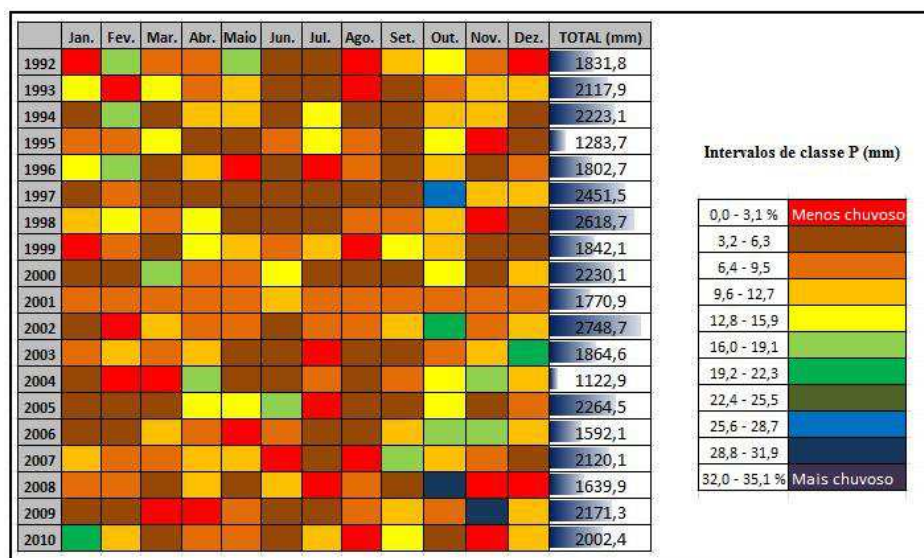 Jan. Fev. Mar. Abr. Maio Jun. Jul. Ago. Set. Out. Nov. Dez. TOTAL (mm)
1992 1831,8
1993 2117,9
1994 2223,1
1995 1283,7
1996 1802,7
1997 2451,5
1998 2618,7
1999 1842,1
2000 2230,1
2001 1770,9
2002 2748,7
2003 1864,6
2004 1122,9
2005 2264,5
2006 1592,1
2007 2120,1
2008 1639,9
2009 2171,3
2010 2002,4
Intervalos de classe P (mm)
0,0 - 3,1 % Menos chuvoso
3,2 - 6,3
6,4 - 9,5
9,6 - 12,7
12,8 - 15,9
16,0 - 19,1
19,2 - 22,3
22,4 - 25,5
25,6 - 28,7
28,8 - 31,9
32,0 - 35,1 % Mais chuvoso